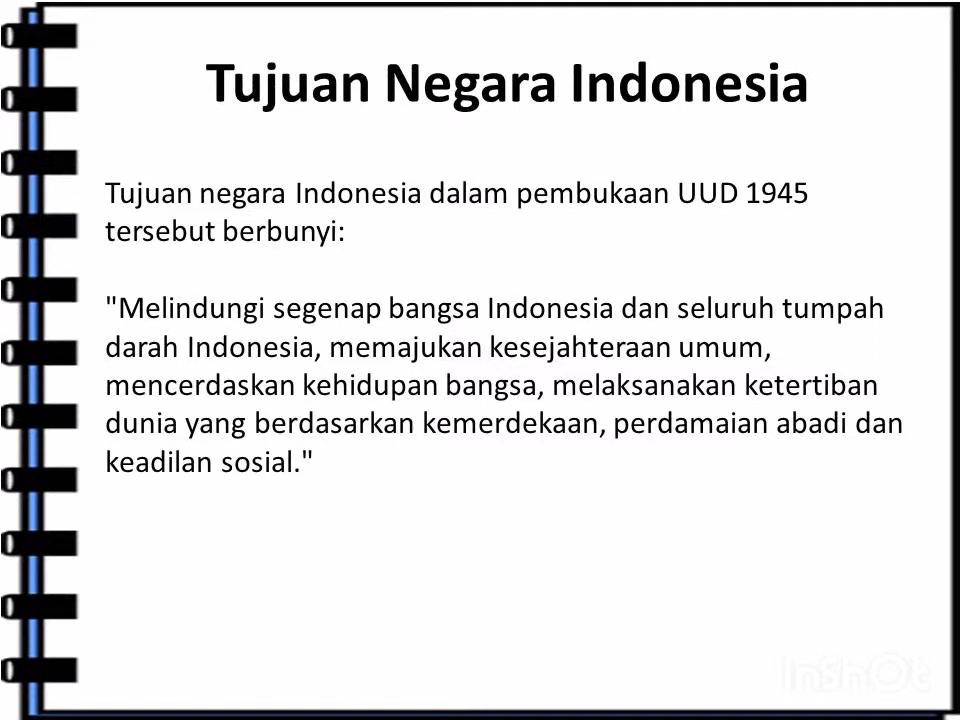 Tujuan Negara Indonesia
Tujuan negara Indonesia dalam pembukaan UUD 1945
tersebut berbunyi:
"Melindungi segenap bangsa Indonesia dan seluruh tumpah
darah Indonesia, memajukan kesejahteraan umum,
mencerdaskan kehidupan bangsa, melaksanakan ketertiban
dunia yang berdasarkan kemerdekaan, perdamaian abadi dan
keadilan sosial."
InShOt